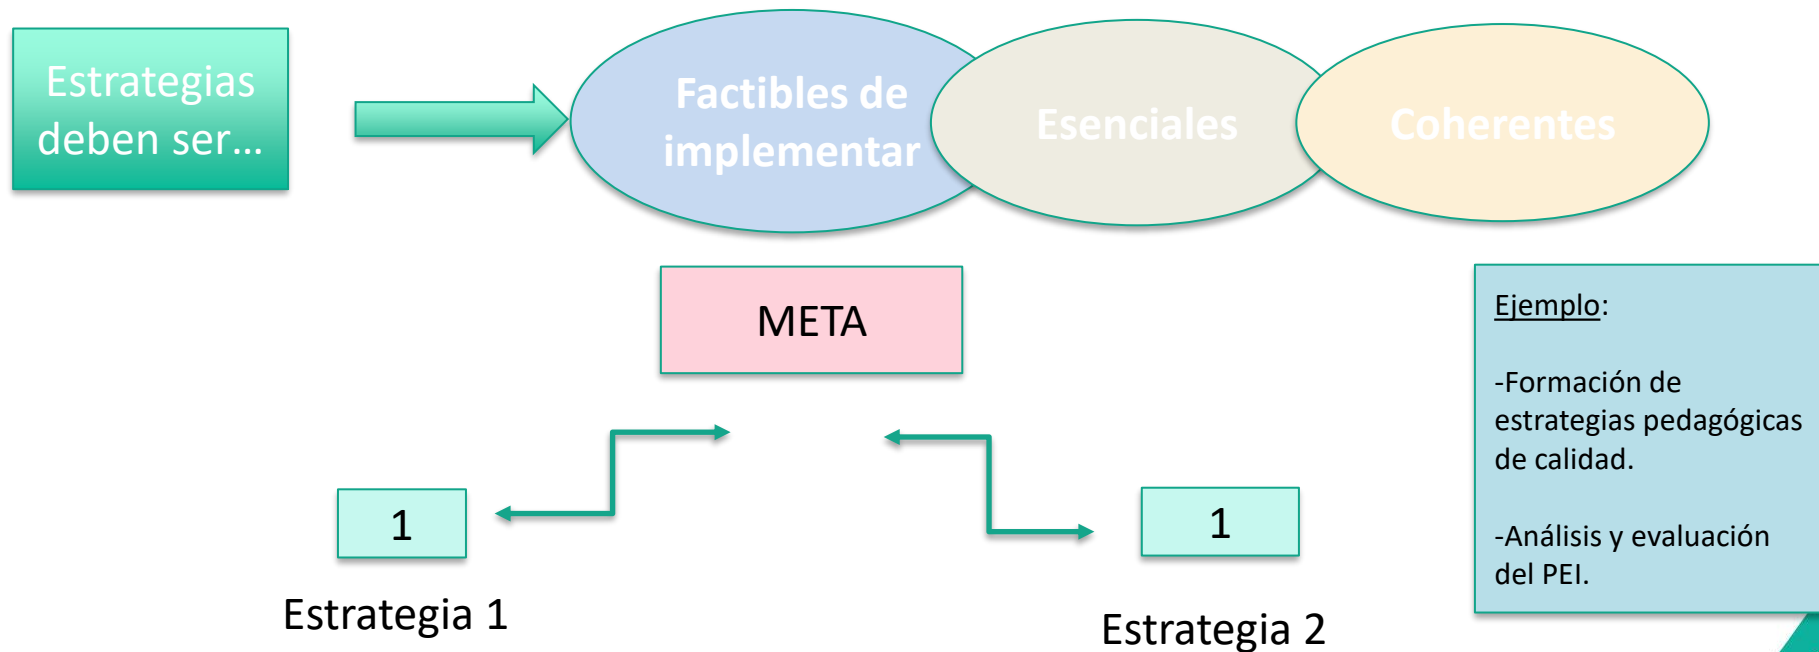 Estrategias
deben ser...
Factibles de
implementar
Esenciales
Coherentes
META
Ejemplo:
-Formación de
estrategias pedagógicas
de calidad.
-Análisis y evaluación
del PEI.
1
Estrategia 1
1
Estrategia 2